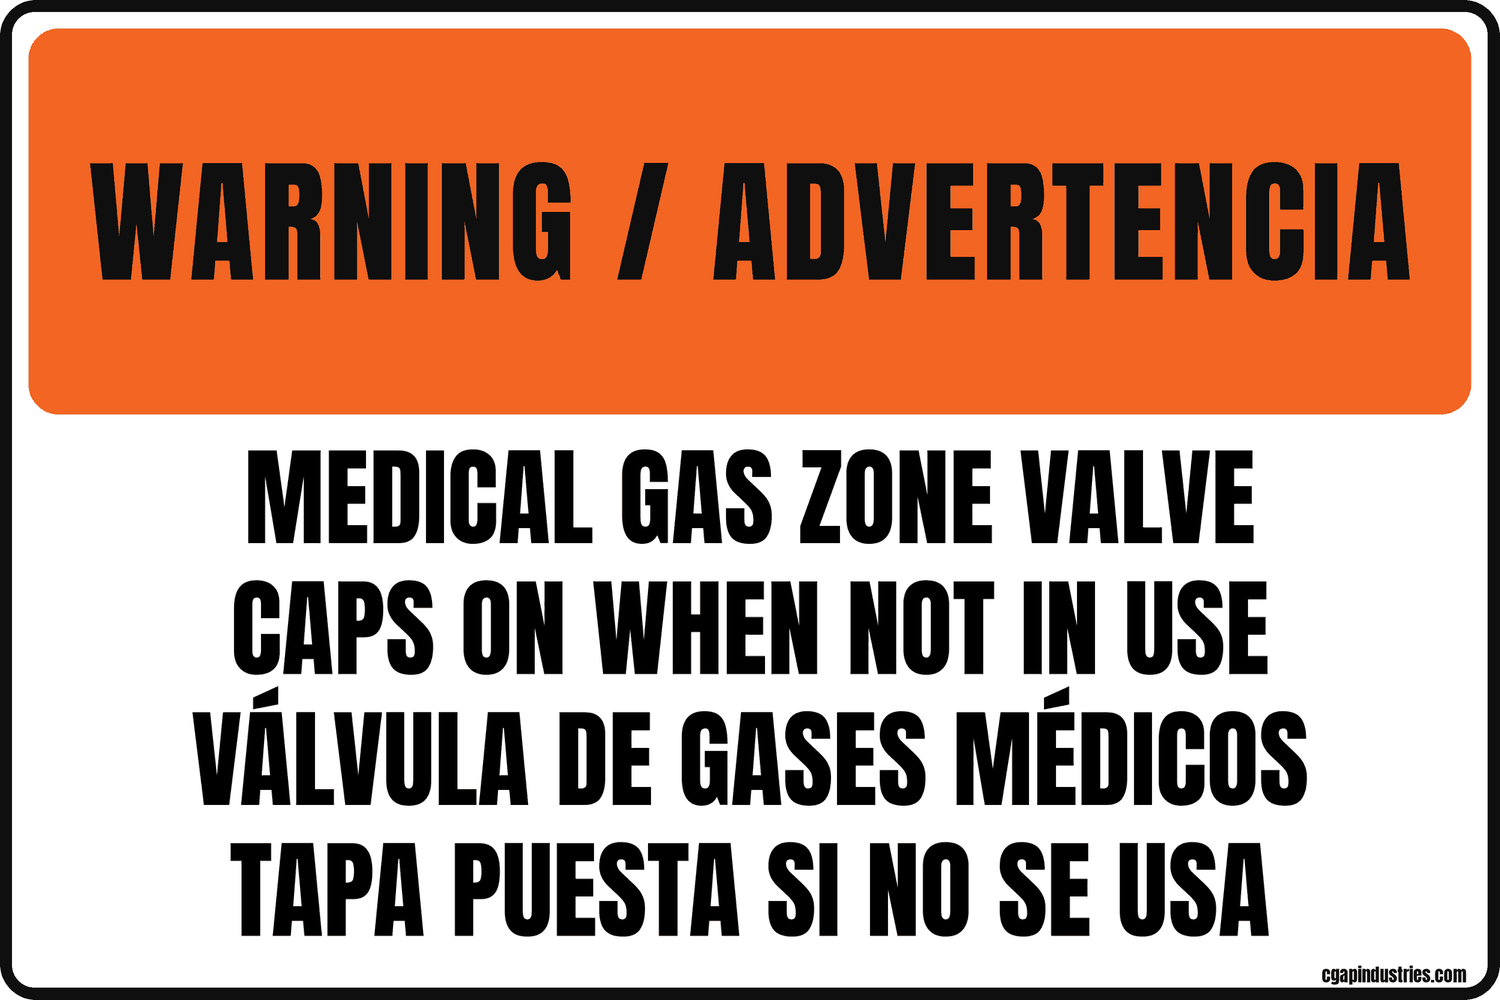 WARNING / ADVERTENCIA
MEDICAL GAS ZONE VALVE
CAPS ON WHEN NOT IN USE
VÁLVULA DE GASES MÉDICOS
TAPA PUESTA SI NO SE USA
cgapindustries.com